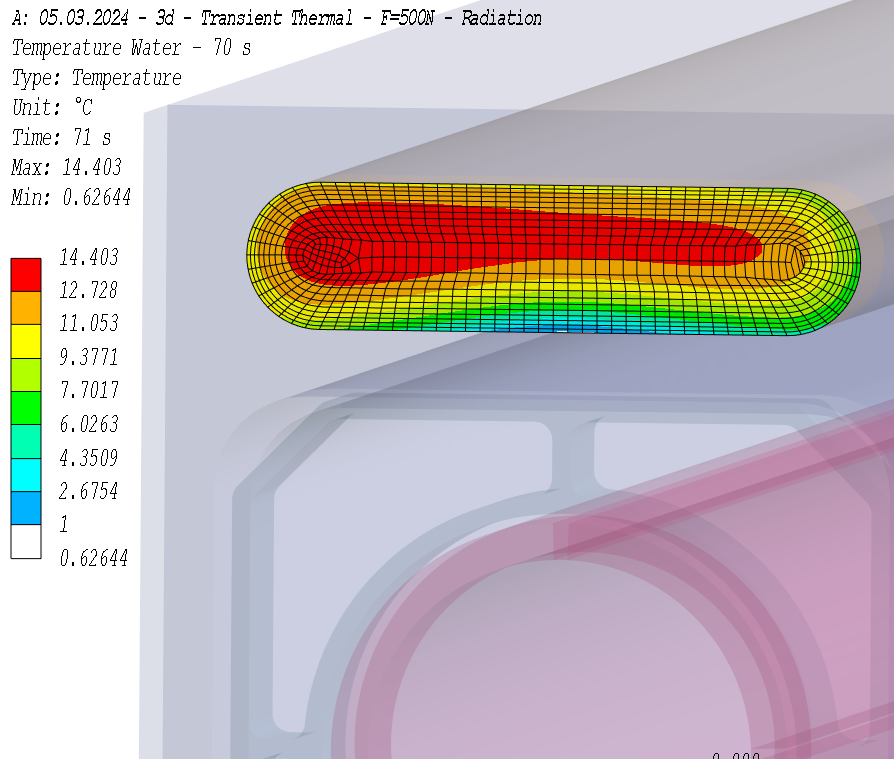 A: 05.03.2024 - 3d - Transient Thermal - F=500N - Radiation
Temperature Water - 70 s
Type: Temperature
Unit: °C
Time: 71 s
Max: 14.403
Min: 0.62644
14.403
12.728
11.053
9.3771
7.7017
6.0263
4.3509
2.6754
1
0.62644